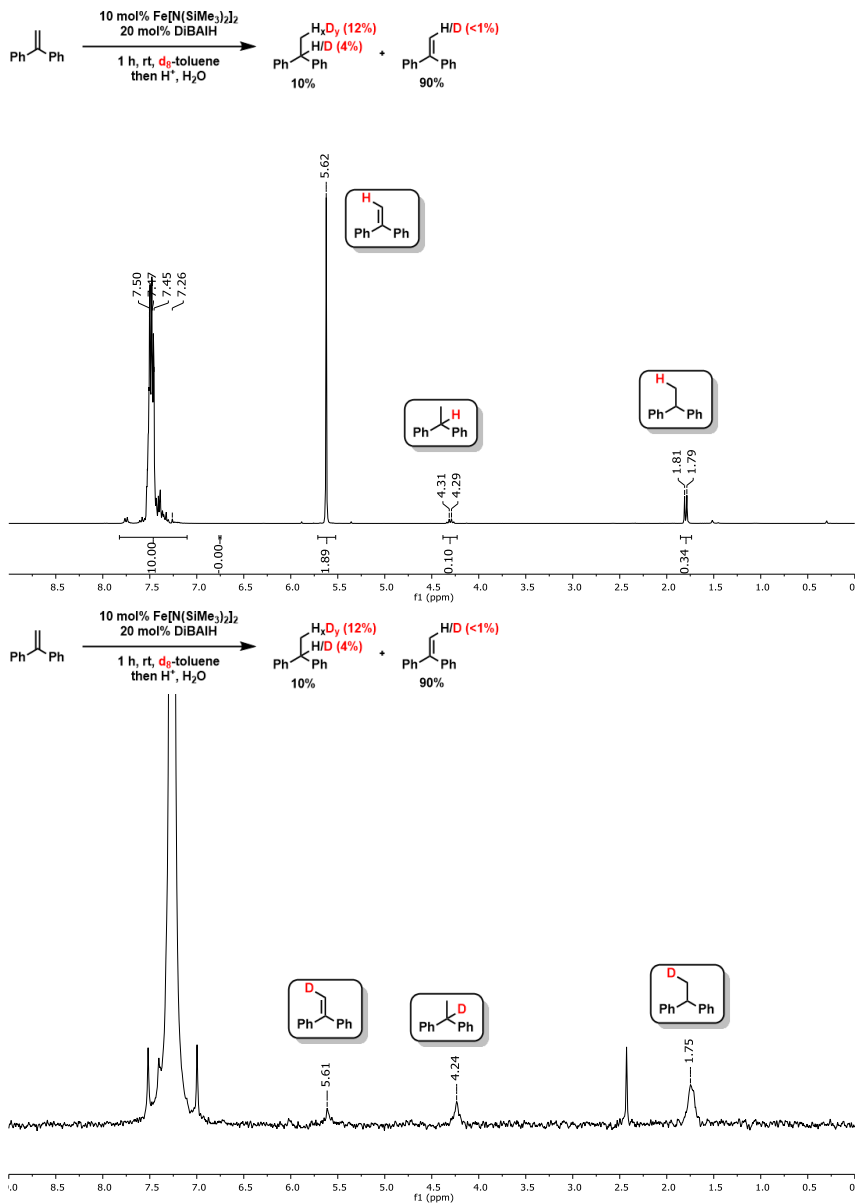 10 mol% Fe[N(SiMe₃)₂]₂
20 mol% DiBAlH
1 h, rt, d₈-toluene
then H⁺, H₂O
Ph Ph
HₓDᵧ (12%)
H/D (4%)
Ph Ph
10%
+
H/D (<1%)
Ph Ph
90%
5.62
H
Ph Ph
7.50
7.47
7.45
7.26
H
Ph Ph
H
Ph Ph
4.31
4.29
1.81
1.79
10.00
-0.00
1.89
0.10
0.34
8.5 8.0 7.5 7.0 6.5 6.0 5.5 5.0 4.5 4.0 3.5 3.0 2.5 2.0 1.5 1.0 0.5 0
f1 (ppm)
10 mol% Fe[N(SiMe₃)₂]₂
20 mol% DiBAlH
1 h, rt, d₈-toluene
then H⁺, H₂O
Ph Ph
HₓDᵧ (12%)
H/D (4%)
Ph Ph
10%
+
H/D (<1%)
Ph Ph
90%
D
Ph Ph
D
Ph Ph
D
Ph Ph
5.61
4.24
1.75
.0 8.5 8.0 7.5 7.0 6.5 6.0 5.5 5.0 4.5 4.0 3.5 3.0 2.5 2.0 1.5 1.0 0.5 0
f1 (ppm)